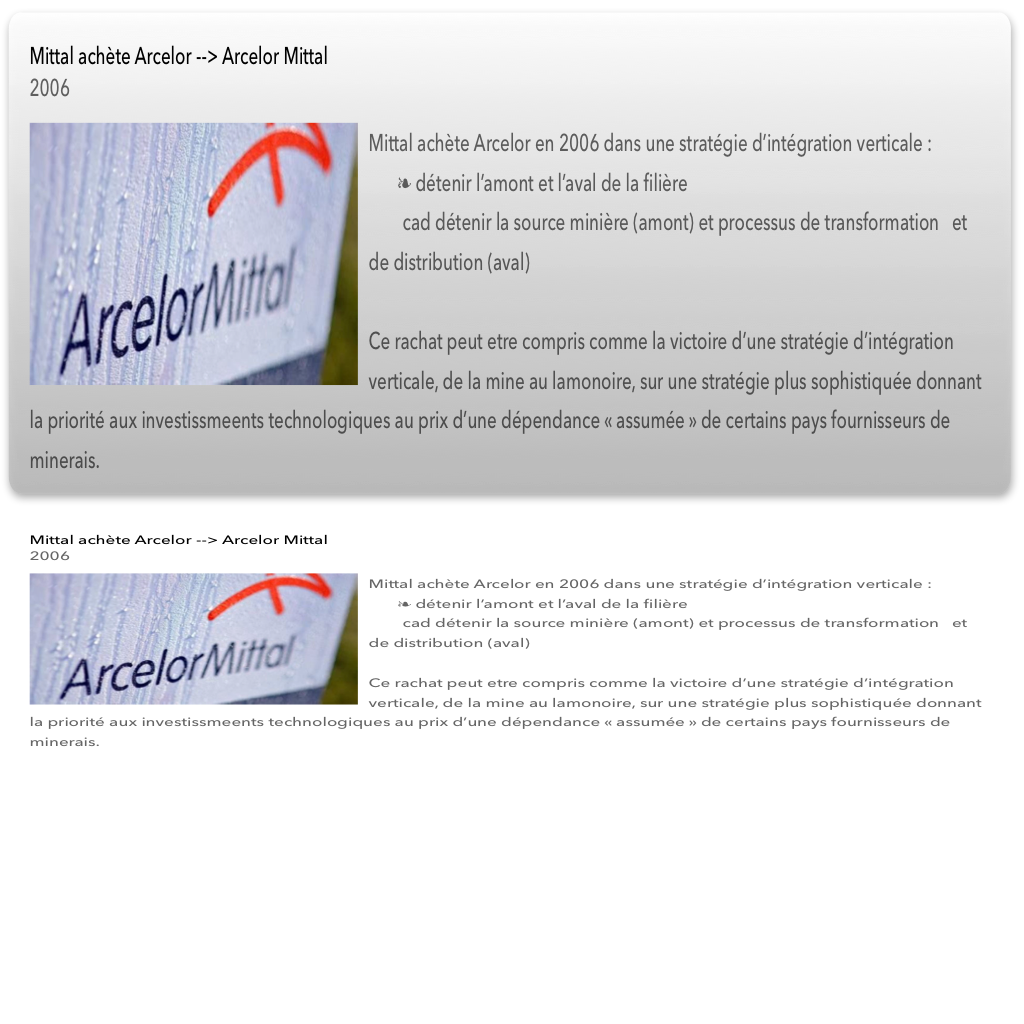 Mittal achète Arcelor --> Arcelor Mittal
2006
ArcelorMittal
Mittal achète Arcelor en 2006 dans une stratégie d’intégration verticale :
❧ détenir l’amont et l’aval de la filière
cad détenir la source minière (amont) et processus de transformation et
de distribution (aval)
Ce rachat peut etre compris comme la victoire d’une stratégie d’intégration
verticale, de la mine au lamonoire, sur une stratégie plus sophistiquée donnant
la priorité aux investissmeents technologiques au prix d’une dépendance « assumée » de certains pays fournisseurs de
minerais.
Mittal achète Arcelor --> Arcelor Mittal
2006
ArcelorMittal
Mittal achète Arcelor en 2006 dans une stratégie d’intégration verticale :
❧ détenir l’amont et l’aval de la filière
cad détenir la source minière (amont) et processus de transformation et
de distribution (aval)
Ce rachat peut etre compris comme la victoire d’une stratégie d’intégration
verticale, de la mine au lamonoire, sur une stratégie plus sophistiquée donnant
la priorité aux investissmeents technologiques au prix d’une dépendance « assumée » de certains pays fournisseurs de
minerais.